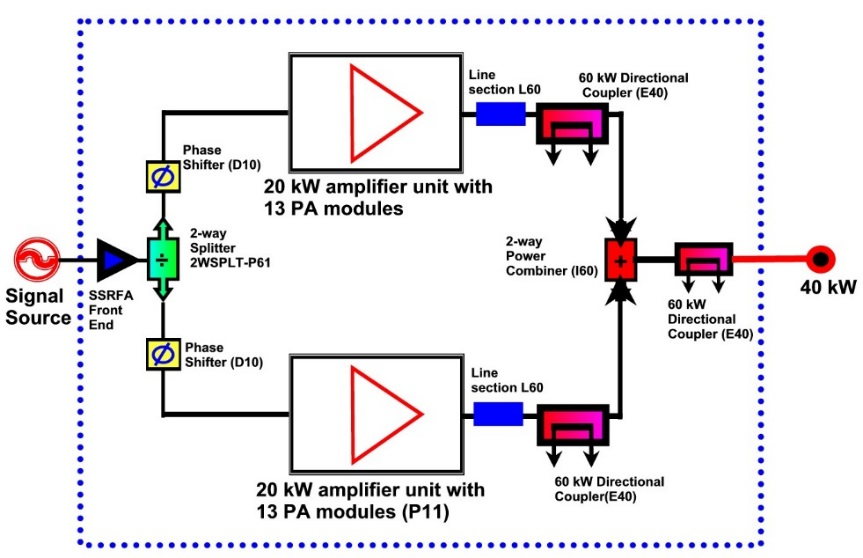 Line
section L60
60 kW Directional
Coupler (E40)
Phase
Shifter (D10)
Φ
20 kW amplifier unit with
13 PA modules
2-way
Splitter
2WSPLT-P61
÷
2-way
Power
Combiner (I60)
+
Signal
Source
SSRFA
Front
End
60 kW
Directional
Coupler (E40)
40 kW
Phase
Shifter (D10)
Φ
Line
section L60
20 kW amplifier unit with
13 PA modules (P11)
60 kW Directional
Coupler(E40)